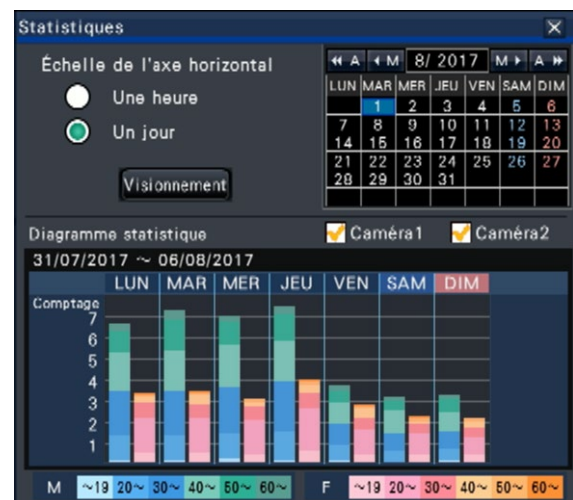 Statistiques
Échelle de l'axe horizontal
Une heure
Un jour
Visionnement
A M 8/ 2017 M A
LUN MAR MER JEU VEN SAM DIM
1 2 3 4 5 6
7 8 9 10 11 12 13
14 15 16 17 18 19 20
21 22 23 24 25 26 27
28 29 30 31
Diagramme statistique
Caméra1 Caméra2
31/07/2017 ~ 06/08/2017
LUN MAR MER JEU VEN SAM DIM
Comptage
7
6
5
4
3
2
1
M ~19 20~ 30~ 40~ 50~ 60~ F ~19 20~ 30~ 40~ 50~ 60~